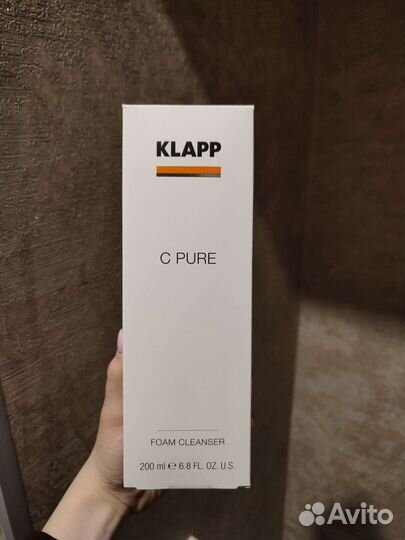 KLAPP
C PURE
FOAM CLEANSER
200 ml ℮ 6.8 FL. OZ. U.S.
Avito